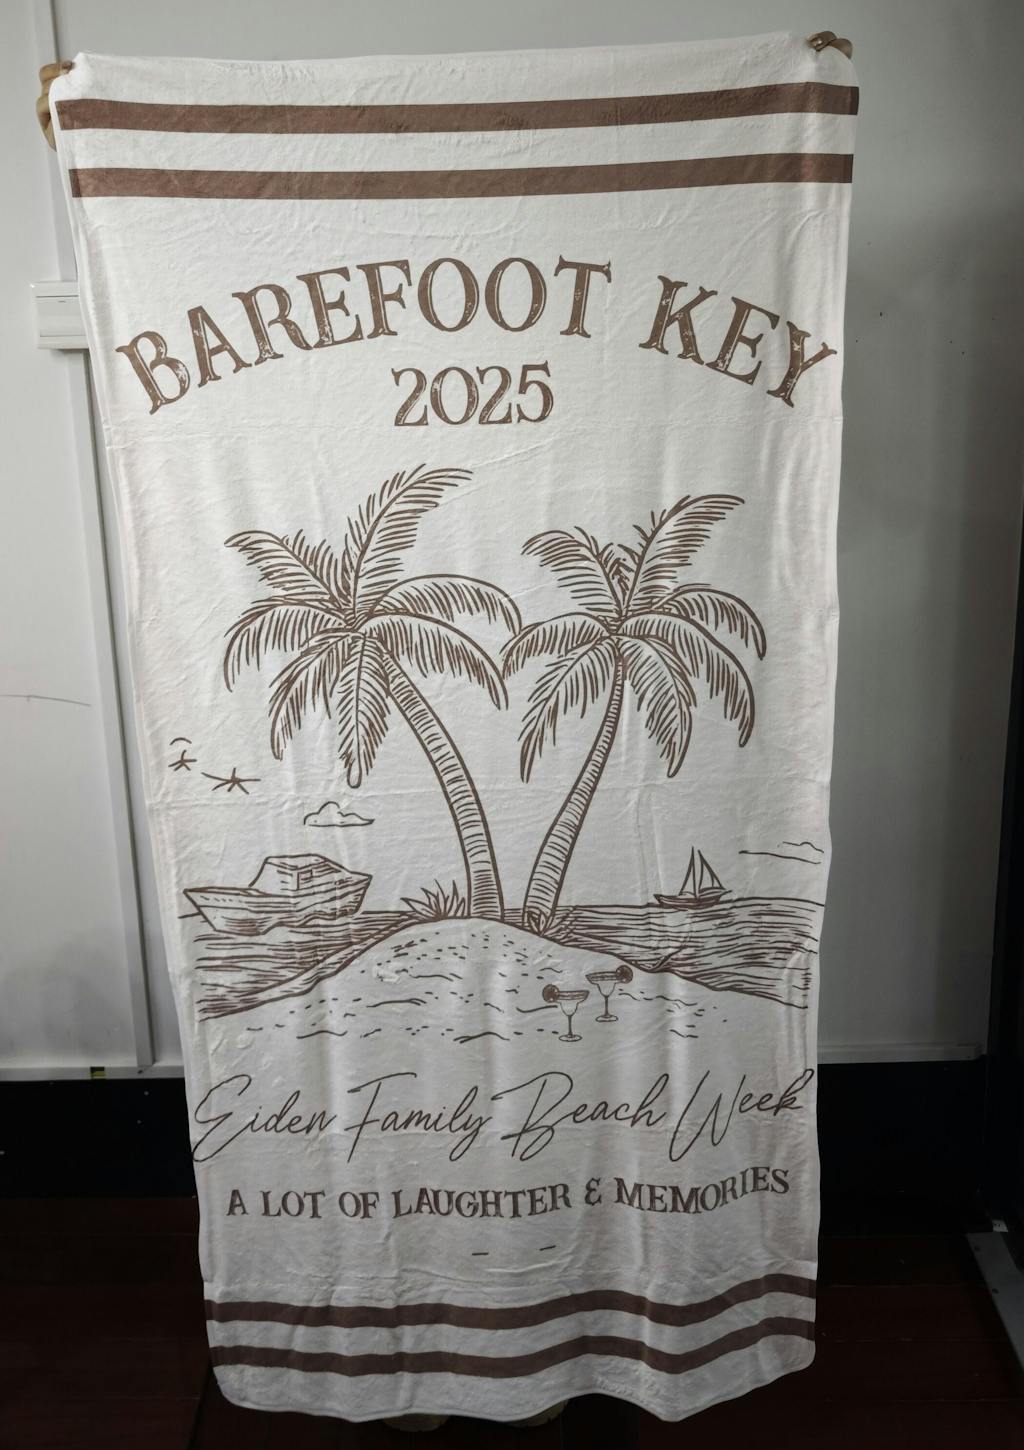 BAREFOOT KEY
2025
Eiden Family Beach Week
A LOT OF LAUGHTER & MEMORIES